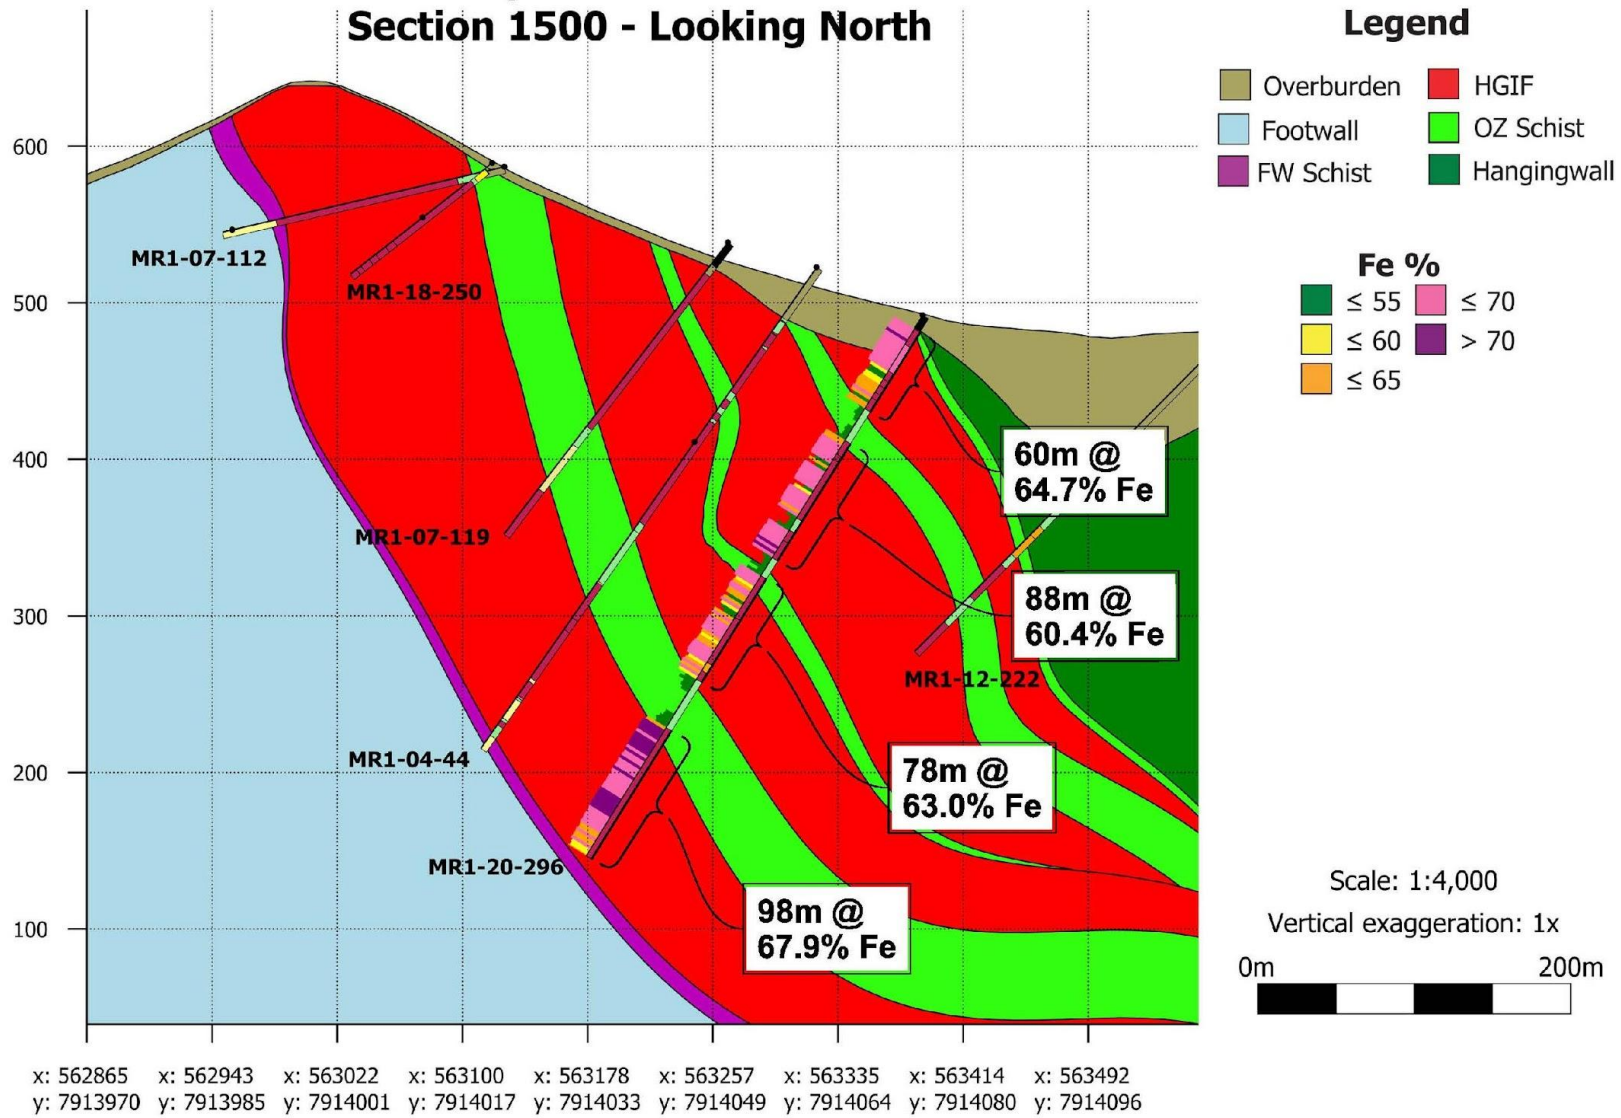 Section 1500 - Looking North
Legend
Overburden
HGIF
Footwall
OZ Schist
FW Schist
Hangingwall
Fe %
≤ 55
≤ 70
≤ 60
> 70
≤ 65
600
500
400
300
200
100
MR1-07-112
MR1-18-250
MR1-07-119
MR1-04-44
MR1-20-296
MR1-12-222
60m @
64.7% Fe
88m @
60.4% Fe
78m @
63.0% Fe
98m @
67.9% Fe
Scale: 1:4,000
Vertical exaggeration: 1x
0m 200m
x: 562865 x: 562943 x: 563022 x: 563100 x: 563178 x: 563257 x: 563335 x: 563414 x: 563492
y: 7913970 y: 7913985 y: 7914001 y: 7914017 y: 7914033 y: 7914049 y: 7914064 y: 7914080 y: 7914096